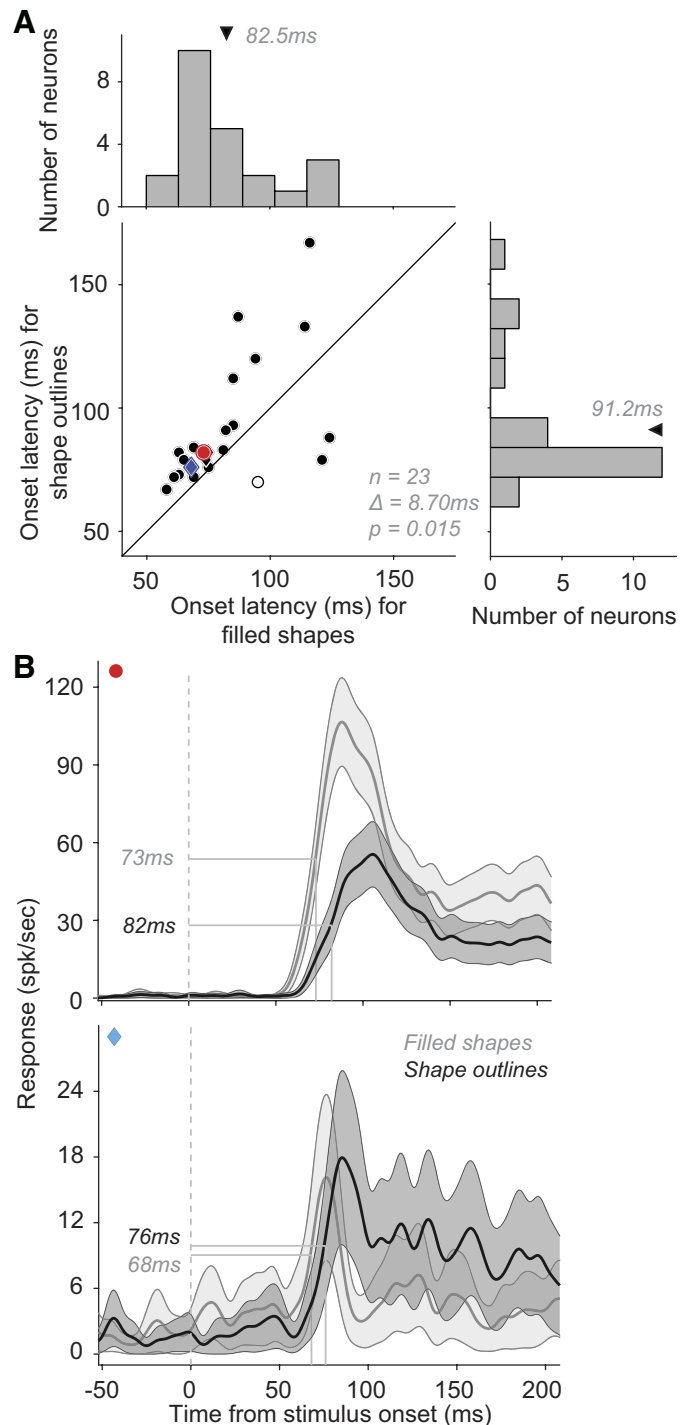 A
Number of neurons
82.5ms
8
4
0
Onset latency (ms) for
shape outlines
150
100
50
91.2ms
n = 23
Δ = 8.70ms
p = 0.015
50 100 150
Onset latency (ms) for
filled shapes
0 5 10
Number of neurons
B
Response (spk/sec)
120
90
60
30
0
73ms
82ms
Filled shapes
Shape outlines
24
18
12
6
0
76ms
68ms
-50 0 50 100 150 200
Time from stimulus onset (ms)